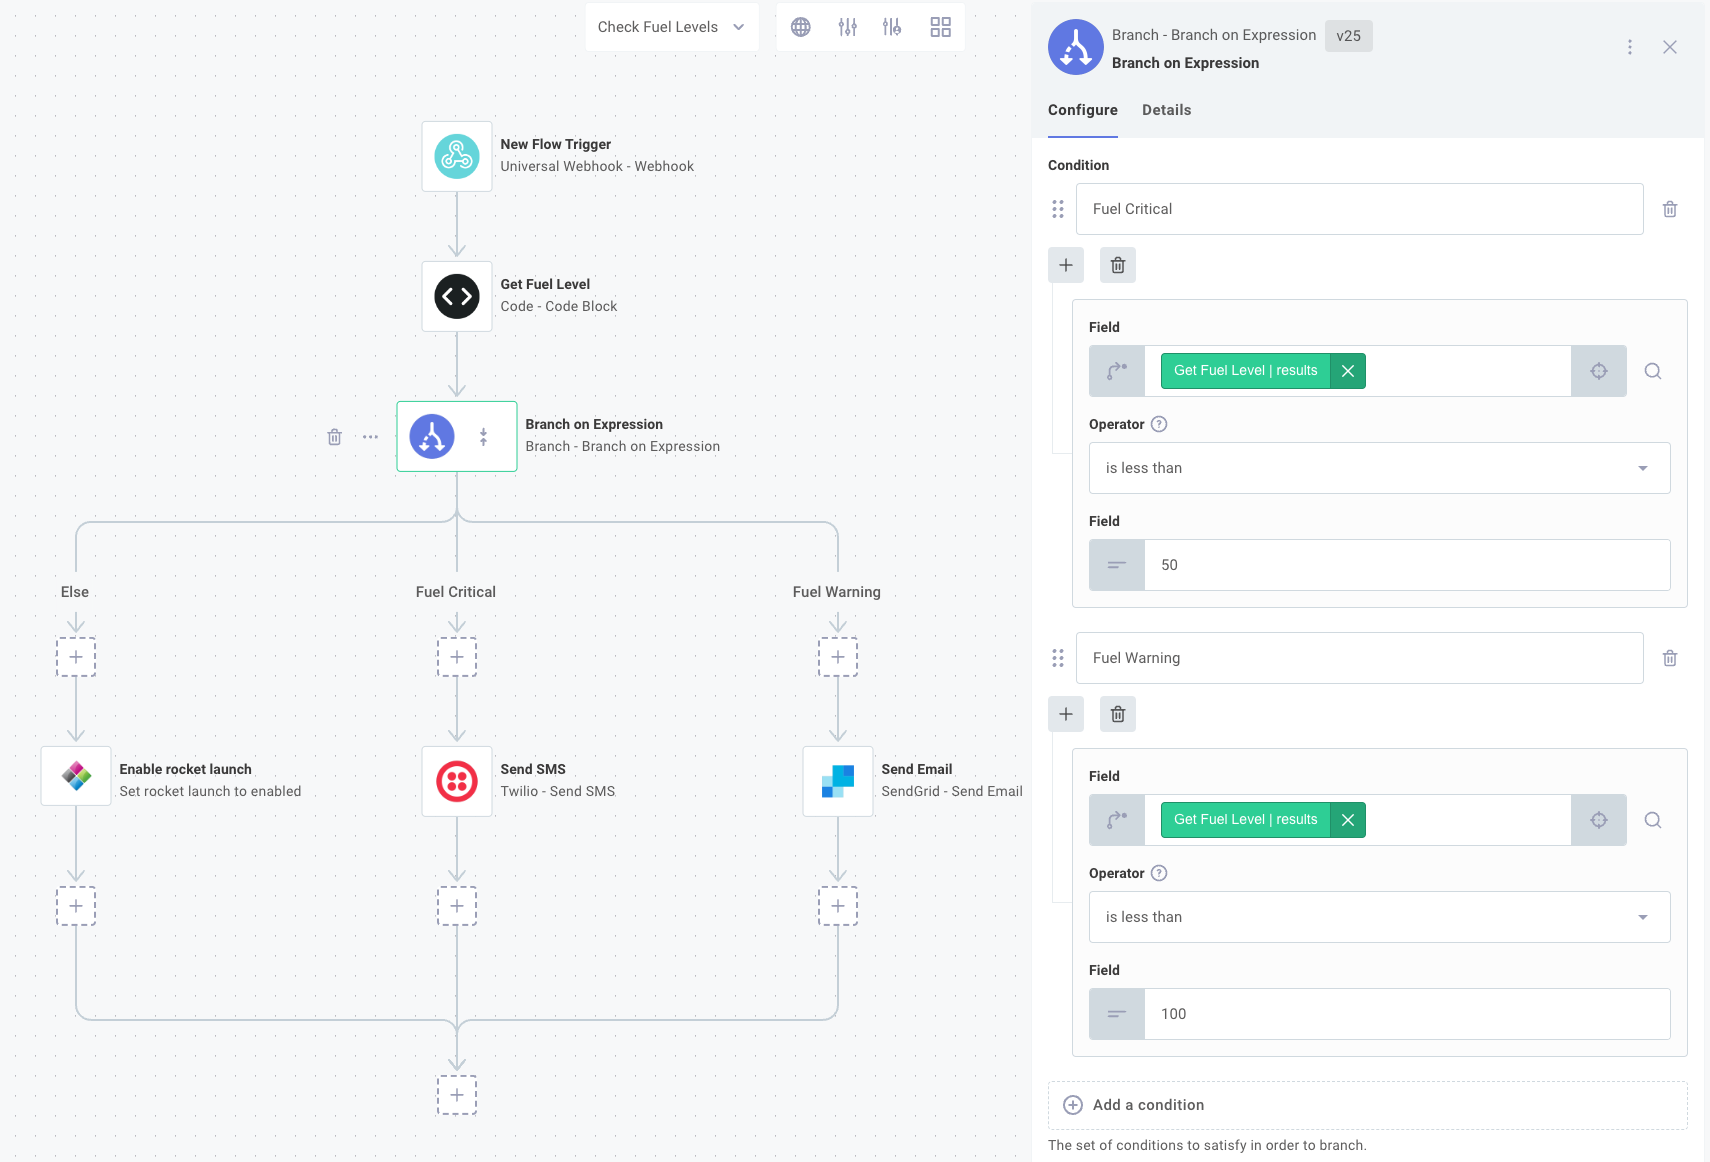 Check Fuel Levels
New Flow Trigger
Universal Webhook - Webhook
Get Fuel Level
Code - Code Block
Branch on Expression
Branch - Branch on Expression
Else
Fuel Critical
Fuel Warning
Enable rocket launch
Set rocket launch to enabled
Send SMS
Twilio - Send SMS
Send Email
SendGrid - Send Email
Branch - Branch on Expression
v25
Branch on Expression
Configure
Details
Condition
Fuel Critical
Field
Get Fuel Level | results
Operator
is less than
Field
50
Fuel Warning
Field
Get Fuel Level | results
Operator
is less than
Field
100
Add a condition
The set of conditions to satisfy in order to branch.